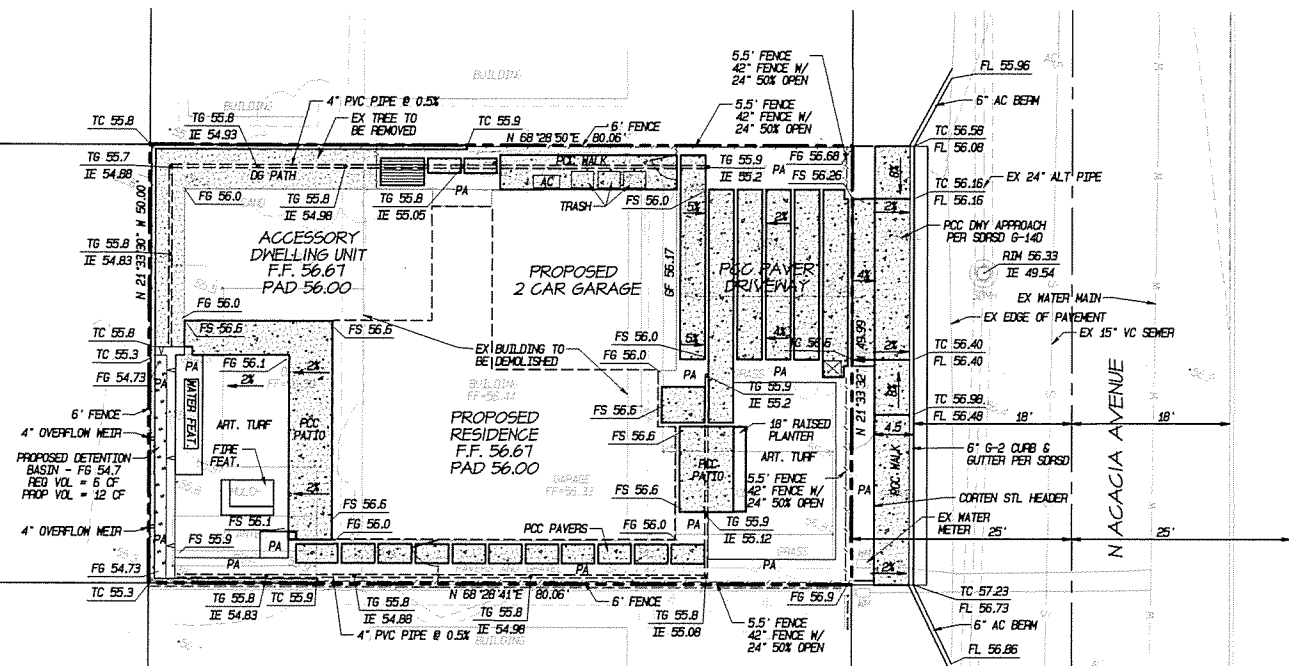 5.5' FENCE
42" FENCE W/
24" 50% OPEN
FL 55.96
BUILDING
BUILDING
4" PVC PIPE @ 0.5%
EX TREE TO
BE REMOVED
TC 55.9
5.5' FENCE
42" FENCE W/
24" 50% OPEN
6" AC BERM
TC 55.8
TG 55.8
IE 54.93
N 68°28'50"E 80.06'
6' FENCE
TC 56.58
FL 56.08
TG 55.7
IE 54.88
DG PATH
PCC WALK
TG 55.9
IE 55.2
FG 56.68
FS 56.26
PA
PA
AC
TRASH
FG 56.0
TG 55.8
IE 54.98
TG 55.8
IE 55.05
FS 56.0
TC 56.16
FL 56.16
EX 24" ALT PIPE
8%
N 21°33'30" W 50.00'
5%
2%
2%
PCC DWY APPROACH
PER SDRSD G-14D
TG 55.8
IE 54.83
ACCESSORY
DWELLING UNIT
F.F. 56.67
PAD 56.00
PROPOSED
2 CAR GARAGE
GF 56.17
PCC PAVER
DRIVEWAY
4%
RIM 56.33
IE 49.54
EX WATER MAIN
EX EDGE OF PAVEMENT
EX 15" VC SEWER
FG 56.0
FS 56.6
FS 56.6
FS 56.0
FG 56.0
5%
4%
2%
TC 55.8
TC 55.3
FG 54.73
EX BUILDING TO
BE DEMOLISHED
N 21°33'32" W 49.99'
TC 56.40
FL 56.40
PA
PA
FG 56.1
2%
2%
BUILDING
PA
GRASS
PA
TG 55.9
IE 55.2
8%
6' FENCE
4" OVERFLOW WEIR
PROPOSED DETENTION
BASIN - FG 54.7
REQ VOL = 6 CF
PROP VOL = 12 CF
4" OVERFLOW WEIR
WATER FEAT.
ART. TURF
FIRE
FEAT.
PCC
PATIO
PROPOSED
RESIDENCE
F.F. 56.67
PAD 56.00
FS 56.6
FS 56.6
18" RAISED
PLANTER
ART. TURF
TC 56.98
FL 56.48
18'
18'
4.5
6" G-2 CURB &
GUTTER PER SDRSD
PCC
PATIO
5.5' FENCE
42" FENCE W/
24" 50% OPEN
PA
PCC WALK
CORTEN STL HEADER
N ACACIA AVENUE
2%
GARAGE
FS 56.6
FS 56.1
FG 56.0
PCC PAVERS
FG 56.0
PA
TG 55.9
IE 55.12
EX WATER
METER
25'
25'
PA
FS 55.9
PA
GRASS
FG 54.73
TC 55.3
PA
PA
PA
2%
TG 55.8
IE 54.83
TC 55.9
N 68°28'41"E 80.06'
TG 55.8
IE 54.88
TG 55.8
IE 54.98
6' FENCE
TG 55.8
IE 55.08
FG 56.9
TC 57.23
FL 56.73
6" AC BERM
4" PVC PIPE @ 0.5%
BUILDING
5.5' FENCE
42" FENCE W/
24" 50% OPEN
FL 56.86